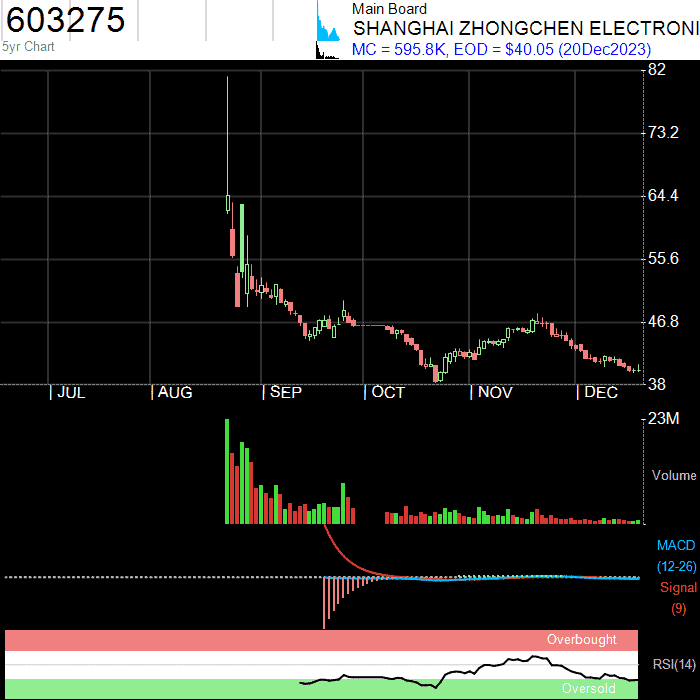 603275
5yr Chart
Main Board
SHANGHAI ZHONGCHEN ELECTRONI
MC = 595.8K, EOD = $40.05 (20Dec2023)
82
73.2
64.4
55.6
46.8
38
JUL
AUG
SEP
OCT
NOV
DEC
23M
Volume
MACD
(12-26)
Signal
(9)
Overbought
RSI(14)
Oversold